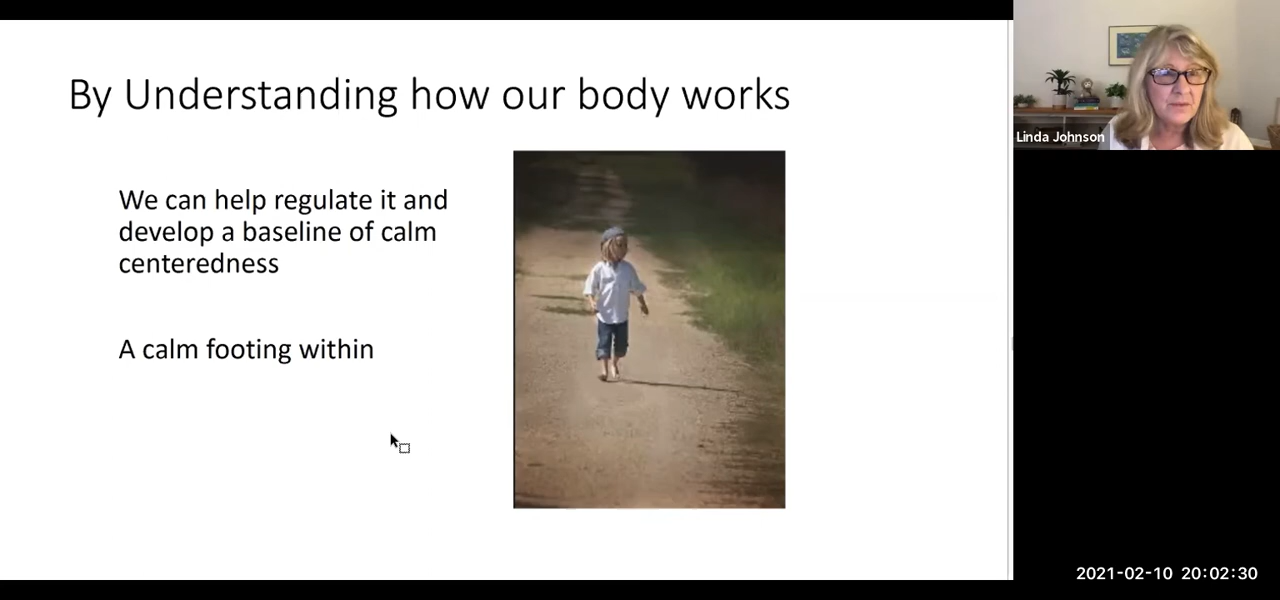 By Understanding how our body works
We can help regulate it and
develop a baseline of calm
centeredness
A calm footing within
Linda Johnson
2021-02-10 20:02:30